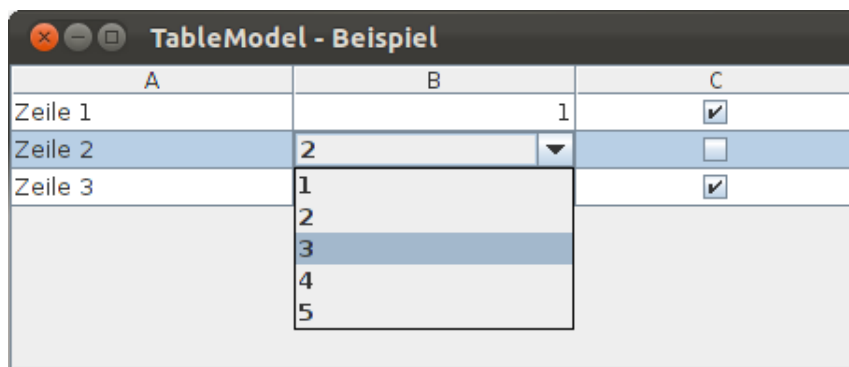 TableModel - Beispiel
A B C
Zeile 1 1
Zeile 2 2
Zeile 3
1
2
3
4
5